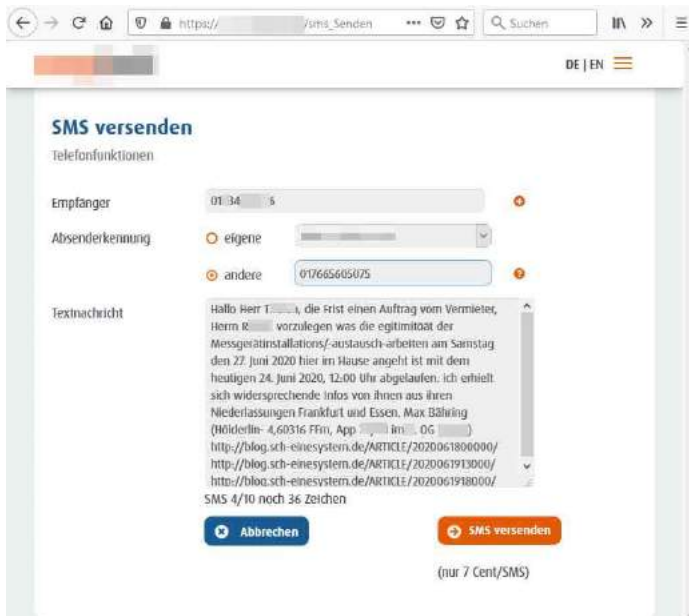 https:// /sms_Senden
Suchen
DE | EN
SMS versenden
Telefonfunktionen
Empfänger
01 34 6
Absenderkennung
eigene
andere
017665605075
Textnachricht
Hallo Herr T , die Frist einen Auftrag vom Vermieter,
Herrn R vorzulegen was die egitimitöat der
Messgerätinstallations/-austausch-arbeiten am Samstag
den 27. Juni 2020 hier im Hause angeht ist mit dem
heutigen 24. Juni 2020, 12:00 Uhr abgelaufen. ich erhielt
sich widersprechende Infos von ihnen aus ihren
Niederlassungen Frankfurt und Essen. Max Bähring
(Hölderlin- 4,60316 FFm, App im . OG )
http://blog.sch-einesystem.de/ARTICLE/2020061800000/
http://blog.sch-einesystem.de/ARTICLE/2020061913000/
http://blog.sch-einesystem.de/ARTICLE/2020061918000/
SMS 4/10 noch 36 Zeichen
Abbrechen
SMS versenden
(nur 7 Cent/SMS)